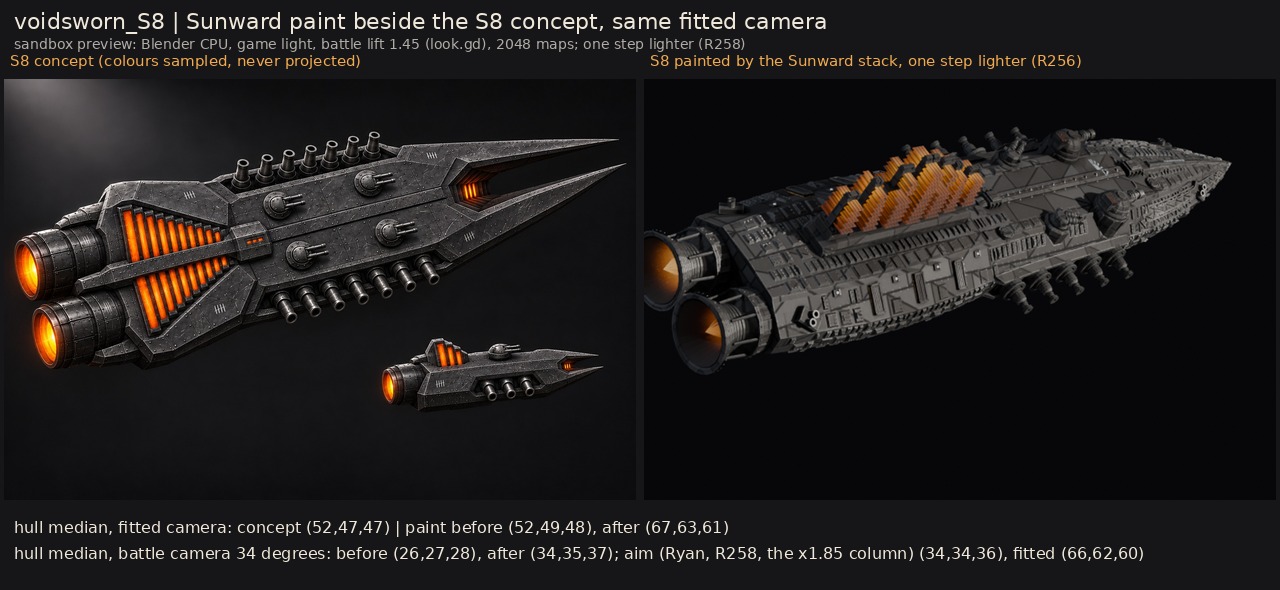 voidsworn_S8 | Sunward paint beside the S8 concept, same fitted camera
sandbox preview: Blender CPU, game light, battle lift 1.45 (look.gd), 2048 maps; one step lighter (R258)
S8 concept (colours sampled, never projected)
S8 painted by the Sunward stack, one step lighter (R256)
hull median, fitted camera: concept (52,47,47) | paint before (52,49,48), after (67,63,61)
hull median, battle camera 34 degrees: before (26,27,28), after (34,35,37); aim (Ryan, R258, the x1.85 column) (34,34,36), fitted (66,62,60)